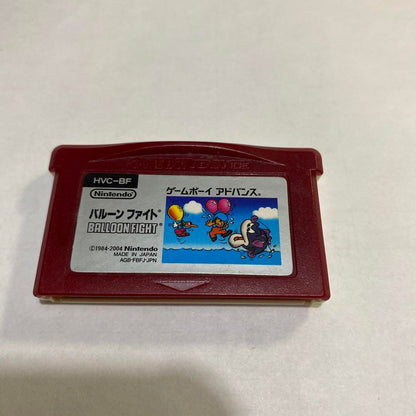 HVC-BF
Nintendo®
ゲームボーイ アドバンス®
バルーン ファイト®
BALLOON FIGHT®
©1984-2004 Nintendo
MADE IN JAPAN
AGB-FBFJ-JPN